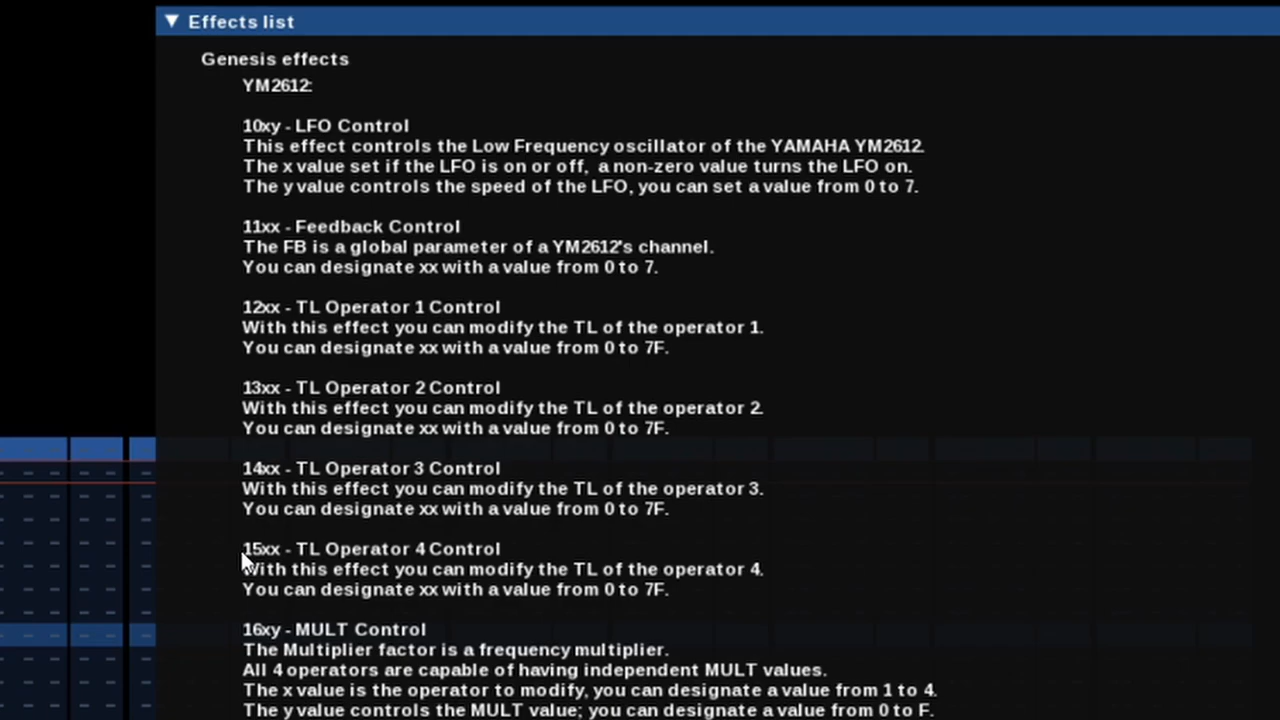 Effects list
Genesis effects
YM2612:
10xy - LFO Control
This effect controls the Low Frequency oscillator of the YAMAHA YM2612.
The x value set if the LFO is on or off,  a non-zero value turns the LFO on.
The y value controls the speed of the LFO, you can set a value from 0 to 7.
11xx - Feedback Control
The FB is a global parameter of a YM2612's channel.
You can designate xx with a value from 0 to 7.
12xx - TL Operator 1 Control
With this effect you can modify the TL of the operator 1.
You can designate xx with a value from 0 to 7F.
13xx - TL Operator 2 Control
With this effect you can modify the TL of the operator 2.
You can designate xx with a value from 0 to 7F.
14xx - TL Operator 3 Control
With this effect you can modify the TL of the operator 3.
You can designate xx with a value from 0 to 7F.
15xx - TL Operator 4 Control
With this effect you can modify the TL of the operator 4.
You can designate xx with a value from 0 to 7F.
16xy - MULT Control
The Multiplier factor is a frequency multiplier.
All 4 operators are capable of having independent MULT values.
The x value is the operator to modify, you can designate a value from 1 to 4.
The y value controls the MULT value; you can designate a value from 0 to F.